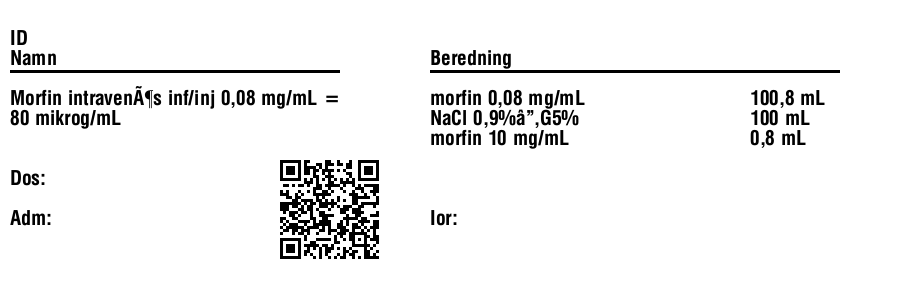 ID
Namn
Beredning
Morfin intravenÃ¶s inf/inj 0,08 mg/mL =
80 mikrog/mL
morfin 0,08 mg/mL 100,8 mL
NaCl 0,9%â”‚G5% 100 mL
morfin 10 mg/mL 0,8 mL
Dos:
Adm:
Ior: